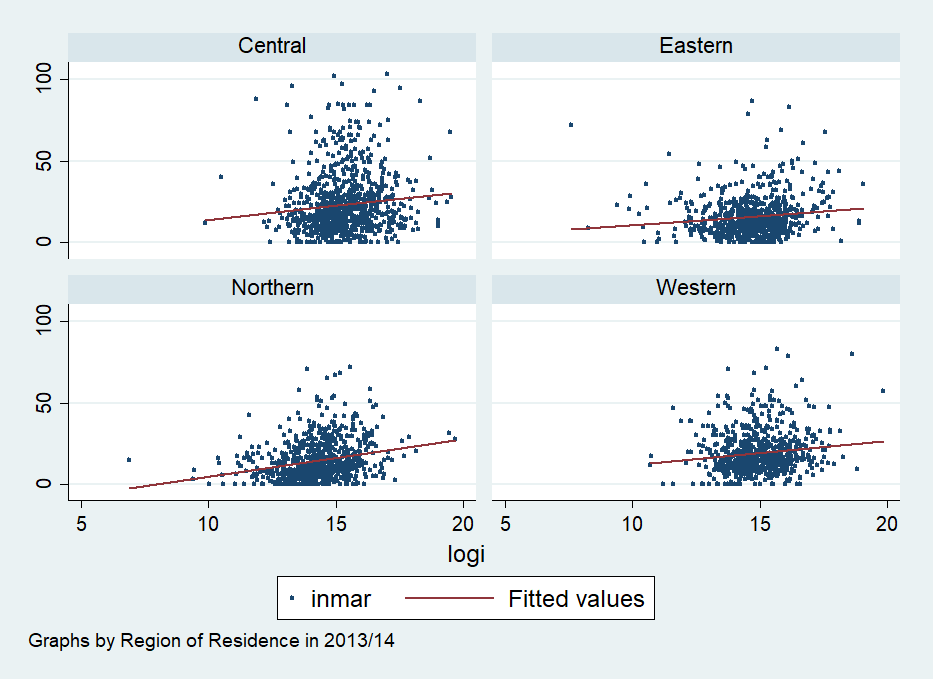 Central Eastern
100
50
0
Northern Western
100
50
0
5 10 15 20 5 10 15 20
logi
inmar Fitted values
Graphs by Region of Residence in 2013/14